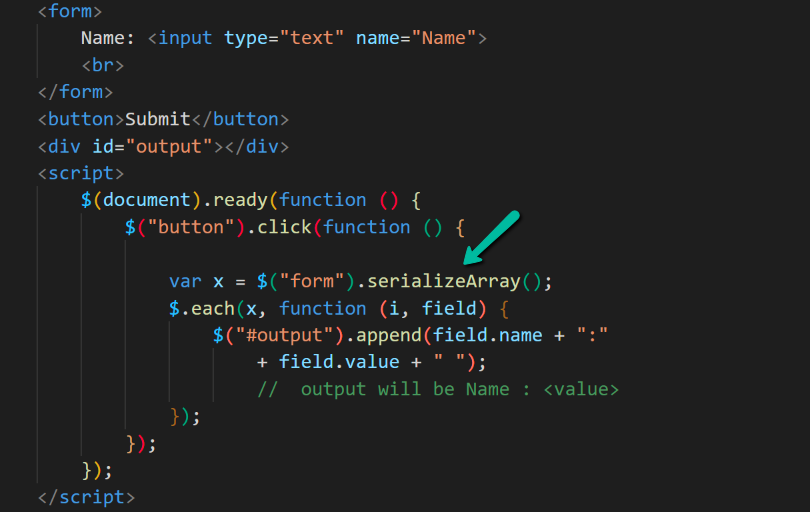 <form>
Name: <input type="text" name="Name">
<br>
</form>
<button>Submit</button>
<div id="output"></div>
<script>
$(document).ready(function () {
$("button").click(function () {
var x = $("form").serializeArray();
$.each(x, function (i, field) {
$("#output").append(field.name + ":"
+ field.value + " ");
//  output will be Name : <value>
});
});
});
</script>